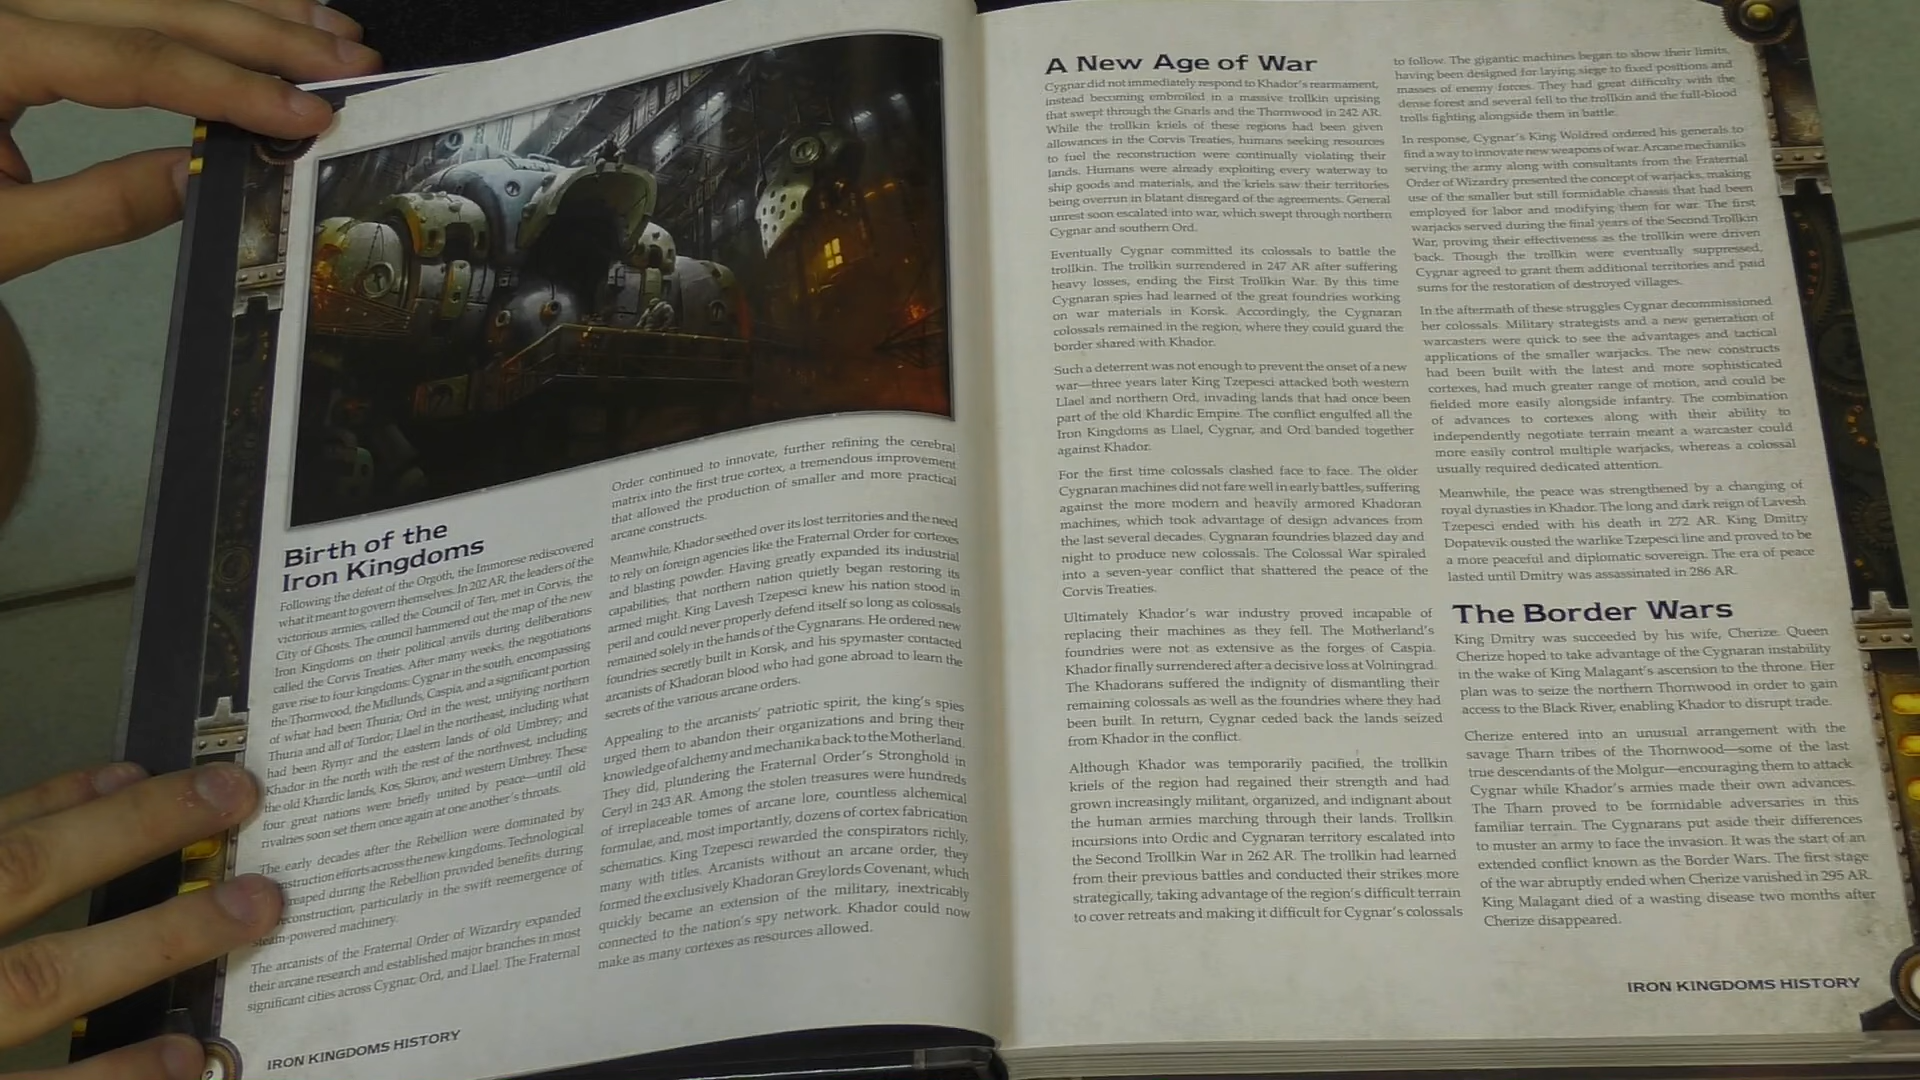 Birth of the
Iron Kingdoms
Following the defeat of the Orgoth, the Immorese rediscovered
what it meant to govern themselves. In 202 AR, the leaders of the
victorious armies, called the Council of Ten, met in Corvis, the
City of Ghosts. The council hammered out the map of the new
Iron Kingdoms on their political anvils during deliberations
called the Corvis Treaties. After many weeks, the negotiations
gave rise to four kingdoms: Cygnar in the south, encompassing
the Thornwood, the Midlunds, Caspia, and a significant portion
of what had been Thuria; Ord in the west, unifying northern
Thuria and all of Tordor; Llael in the northeast, including what
had been Rynyr and the eastern lands of old Umbrey; and
Khador in the north with the rest of the northwest, including
the old Khardic lands, Kos, Skirov, and western Umbrey. These
four great nations were briefly united by peace—until old
rivalries soon set them once again at one another's throats.
The early decades after the Rebellion were dominated by
efforts across the new kingdoms. Technological
reaped during the Rebellion provided benefits during
reconstruction, particularly in the swift reemergence of
steam-powered machinery.
The arcanists of the Fraternal Order of Wizardry expanded
their arcane research and established major branches in most
significant cities across Cygnar, Ord, and Llael. The Fraternal
Order continued to innovate, further refining the cerebral
matrix into the first true cortex, a tremendous improvement
that allowed the production of smaller and more practical
arcane constructs.
Meanwhile, Khador seethed over its lost territories and the need
to rely on foreign agencies like the Fraternal Order for cortexes
and blasting powder. Having greatly expanded its industrial
capabilities, that northern nation quietly began restoring its
armed might. King Lavesh Tzepesci knew his nation stood in
peril and could never properly defend itself so long as colossals
remained solely in the hands of the Cygnarans. He ordered new
foundries secretly built in Korsk, and his spymaster contacted
arcanists of Khadoran blood who had gone abroad to learn the
secrets of the various arcane orders.
Appealing to the arcanists' patriotic spirit, the king's spies
urged them to abandon their organizations and bring their
knowledge of alchemy and mechanika back to the Motherland.
They did, plundering the Fraternal Order's Stronghold in
Ceryl in 243 AR. Among the stolen treasures were hundreds
of irreplaceable tomes of arcane lore, countless alchemical
formulae, and, most importantly, dozens of cortex fabrication
schematics. King Tzepesci rewarded the conspirators richly,
many with titles. Arcanists without an arcane order, they
formed the exclusively Khadoran Greylords Covenant, which
quickly became an extension of the military, inextricably
connected to the nation's spy network. Khador could now
make as many cortexes as resources allowed.
IRON KINGDOMS HISTORY
A New Age of War
Cygnar did not immediately respond to Khador's rearmament,
instead becoming embroiled in a massive trollkin uprising
that swept through the Gnarls and the Thornwood in 242 AR.
While the trollkin kriels of these regions had been given
allowances in the Corvis Treaties, humans seeking resources
to fuel the reconstruction were continually violating their
lands. Humans were already exploiting every waterway to
ship goods and materials, and the kriels saw their territories
being overrun in blatant disregard of the agreements. General
unrest soon escalated into war, which swept through northern
Cygnar and southern Ord.
Eventually Cygnar committed its colossals to battle the
trollkin. The trollkin surrendered in 247 AR after suffering
heavy losses, ending the First Trollkin War. By this time
Cygnaran spies had learned of the great foundries working
on war materials in Korsk. Accordingly, the Cygnaran
colossals remained in the region, where they could guard the
border shared with Khador.
Such a deterrent was not enough to prevent the onset of a new
war—three years later King Tzepesci attacked both western
Llael and northern Ord, invading lands that had once been
part of the old Khardic Empire. The conflict engulfed all the
Iron Kingdoms as Llael, Cygnar, and Ord banded together
against Khador.
For the first time colossals clashed face to face. The older
Cygnaran machines did not fare well in early battles, suffering
against the more modern and heavily armored Khadoran
machines, which took advantage of design advances from
the last several decades. Cygnaran foundries blazed day and
night to produce new colossals. The Colossal War spiraled
into a seven-year conflict that shattered the peace of the
Corvis Treaties.
Ultimately Khador's war industry proved incapable of
replacing their machines as they fell. The Motherland's
foundries were not as extensive as the forges of Caspia.
Khador finally surrendered after a decisive loss at Volningrad.
The Khadorans suffered the indignity of dismantling their
remaining colossals as well as the foundries where they had
been built. In return, Cygnar ceded back the lands seized
from Khador in the conflict.
Although Khador was temporarily pacified, the trollkin
kriels of the region had regained their strength and had
grown increasingly militant, organized, and indignant about
the human armies marching through their lands. Trollkin
incursions into Ordic and Cygnaran territory escalated into
the Second Trollkin War in 262 AR. The trollkin had learned
from their previous battles and conducted their strikes more
strategically, taking advantage of the region's difficult terrain
to cover retreats and making it difficult for Cygnar's colossals
to follow. The gigantic machines began to show their limits,
having been designed for laying siege to fixed positions and
masses of enemy forces. They had great difficulty with the
dense forest and several fell to the trollkin and the full-blood
trolls fighting alongside them in battle.
In response, Cygnar's King Woldred ordered his generals to
find a way to innovate new weapons of war. Arcane mechaniks
serving the army along with consultants from the Fraternal
Order of Wizardry presented the concept of warjacks, making
use of the smaller but still formidable chassis that had been
employed for labor and modifying them for war. The first
warjacks served during the final years of the Second Trollkin
War, proving their effectiveness as the trollkin were driven
back. Though the trollkin were eventually suppressed,
Cygnar agreed to grant them additional territories and paid
sums for the restoration of destroyed villages.
In the aftermath of these struggles Cygnar decommissioned
her colossals. Military strategists and a new generation of
warcasters were quick to see the advantages and tactical
applications of the smaller warjacks. The new constructs
had been built with the latest and more sophisticated
cortexes, had much greater range of motion, and could be
fielded more easily alongside infantry. The combination
of advances to cortexes along with their ability to
independently negotiate terrain meant a warcaster could
more easily control multiple warjacks, whereas a colossal
usually required dedicated attention.
Meanwhile, the peace was strengthened by a changing of
royal dynasties in Khador. The long and dark reign of Lavesh
Tzepesci ended with his death in 272 AR. King Dmitry
Dopatevik ousted the warlike Tzepesci line and proved to be
a more peaceful and diplomatic sovereign. The era of peace
lasted until Dmitry was assassinated in 286 AR.
The Border Wars
King Dmitry was succeeded by his wife, Cherize. Queen
Cherize hoped to take advantage of the Cygnaran instability
in the wake of King Malagant's ascension to the throne. Her
plan was to seize the northern Thornwood in order to gain
access to the Black River, enabling Khador to disrupt trade.
Cherize entered into an unusual arrangement with the
savage Tharn tribes of the Thornwood—some of the last
true descendants of the Molgur—encouraging them to attack
Cygnar while Khador's armies made their own advances.
The Tharn proved to be formidable adversaries in this
familiar terrain. The Cygnarans put aside their differences
to muster an army to face the invasion. It was the start of an
extended conflict known as the Border Wars. The first stage
of the war abruptly ended when Cherize vanished in 295 AR.
King Malagant died of a wasting disease two months after
Cherize disappeared.
IRON KINGDOMS HISTORY